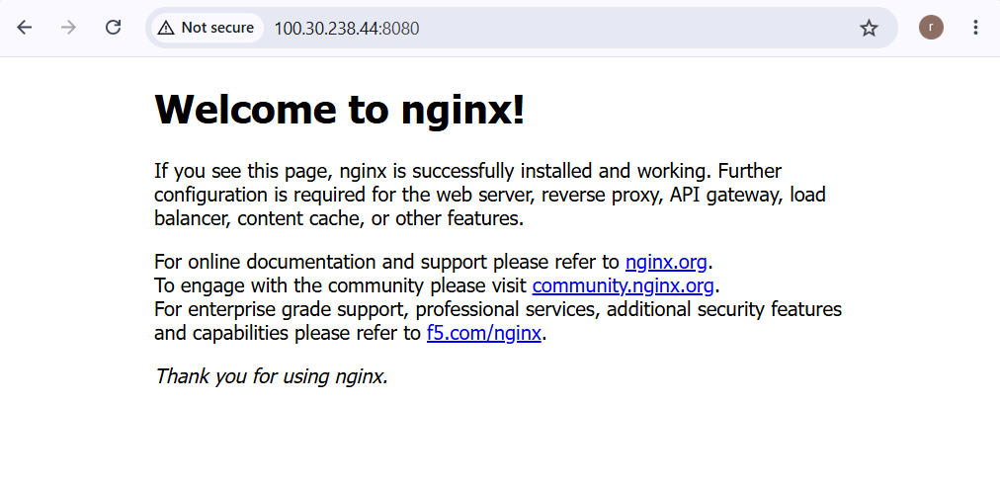 Not secure 100.30.238.44:8080
r
Welcome to nginx!
If you see this page, nginx is successfully installed and working. Further
configuration is required for the web server, reverse proxy, API gateway, load
balancer, content cache, or other features.
For online documentation and support please refer to nginx.org.
To engage with the community please visit community.nginx.org.
For enterprise grade support, professional services, additional security features
and capabilities please refer to f5.com/nginx.
Thank you for using nginx.